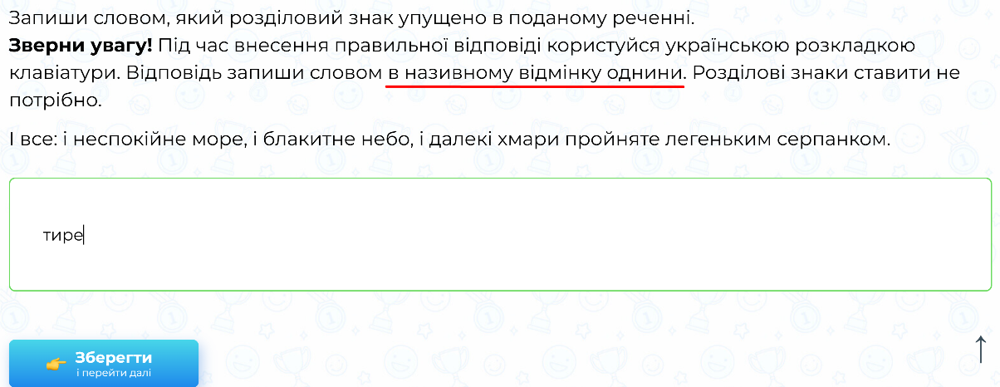 Запиши словом, який розділовий знак упущено в поданому реченні.
Зверни увагу! Під час внесення правильної відповіді користуйся українською розкладкою
клавіатури. Відповідь запиши словом в називному відмінку однини. Розділові знаки ставити не
потрібно.
І все: і неспокійне море, і блакитне небо, і далекі хмари пройняте легеньким серпанком.
тире
Зберегти
і перейти далі